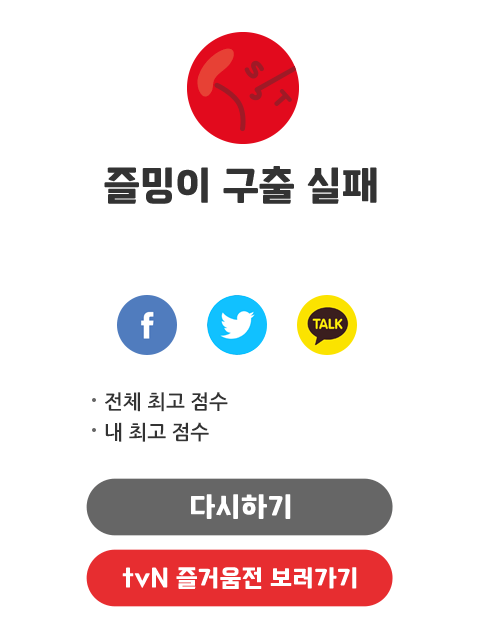 즐밍이 구출 실패
f
TALK
· 전체 최고 점수
· 내 최고 점수
다시하기
tvN 즐거움전 보러가기